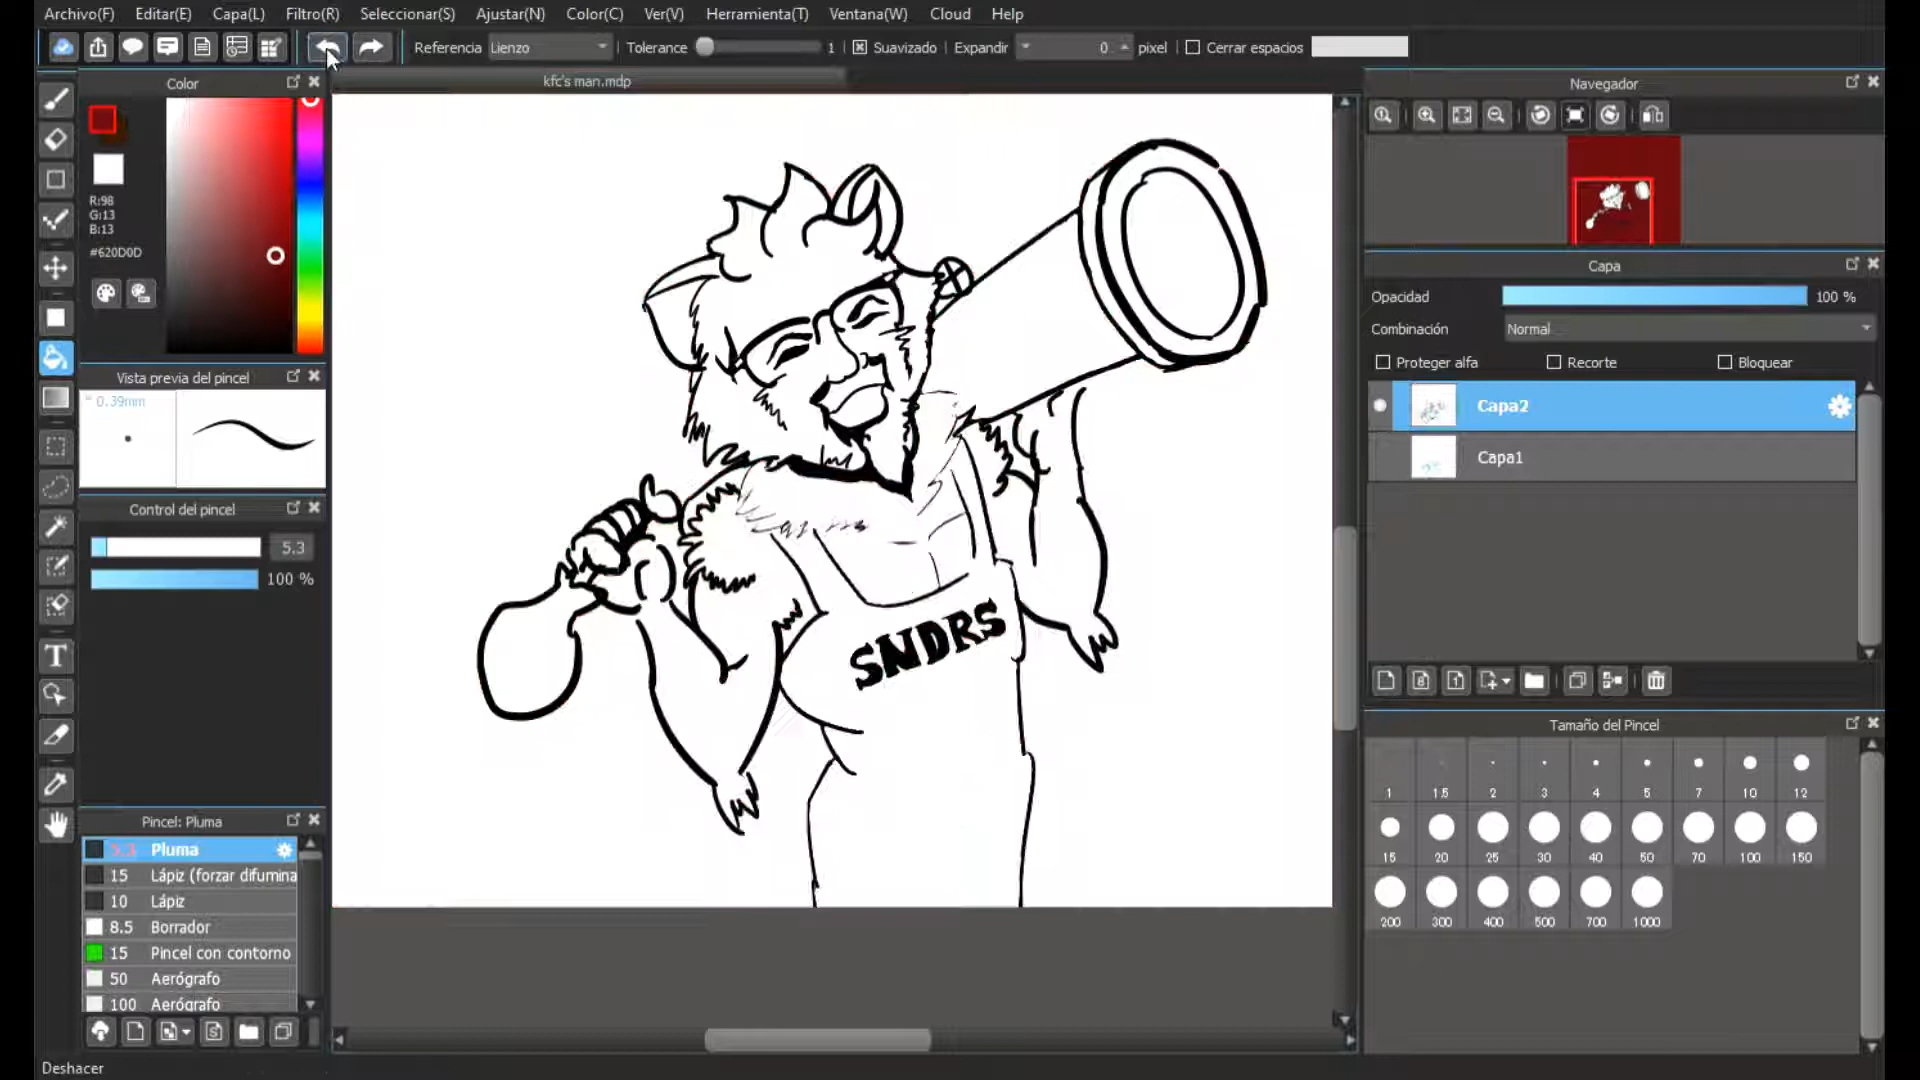 Archivo(F) Editar(E) Capa(L) Filtro(R) Seleccionar(S) Ajustar(N) Color(C) Ver(V) Herramienta(T) Ventana(W) Cloud Help
Referencia Lienzo Tolerance 1 Suavizado Expandir 0 pixel Cerrar espacios
Color
kfc's man.mdp
Navegador
R:98
G:13
B:13
#620D0D
Capa
Opacidad 100 %
Combinación Normal
Proteger alfa Recorte Bloquear
Vista previa del pincel
0.39mm
Capa2
Capa1
Control del pincel
5.3
100 %
SNDRS
Tamaño del Pincel
1 1.5 2 3 4 5 7 10 12
15 20 25 30 40 50 70 100 150
200 300 400 500 700 1000
Pincel: Pluma
5.3 Pluma
15 Lápiz (forzar difumina
10 Lápiz
8.5 Borrador
15 Pincel con contorno
50 Aerógrafo
100 Aerógrafo
Deshacer